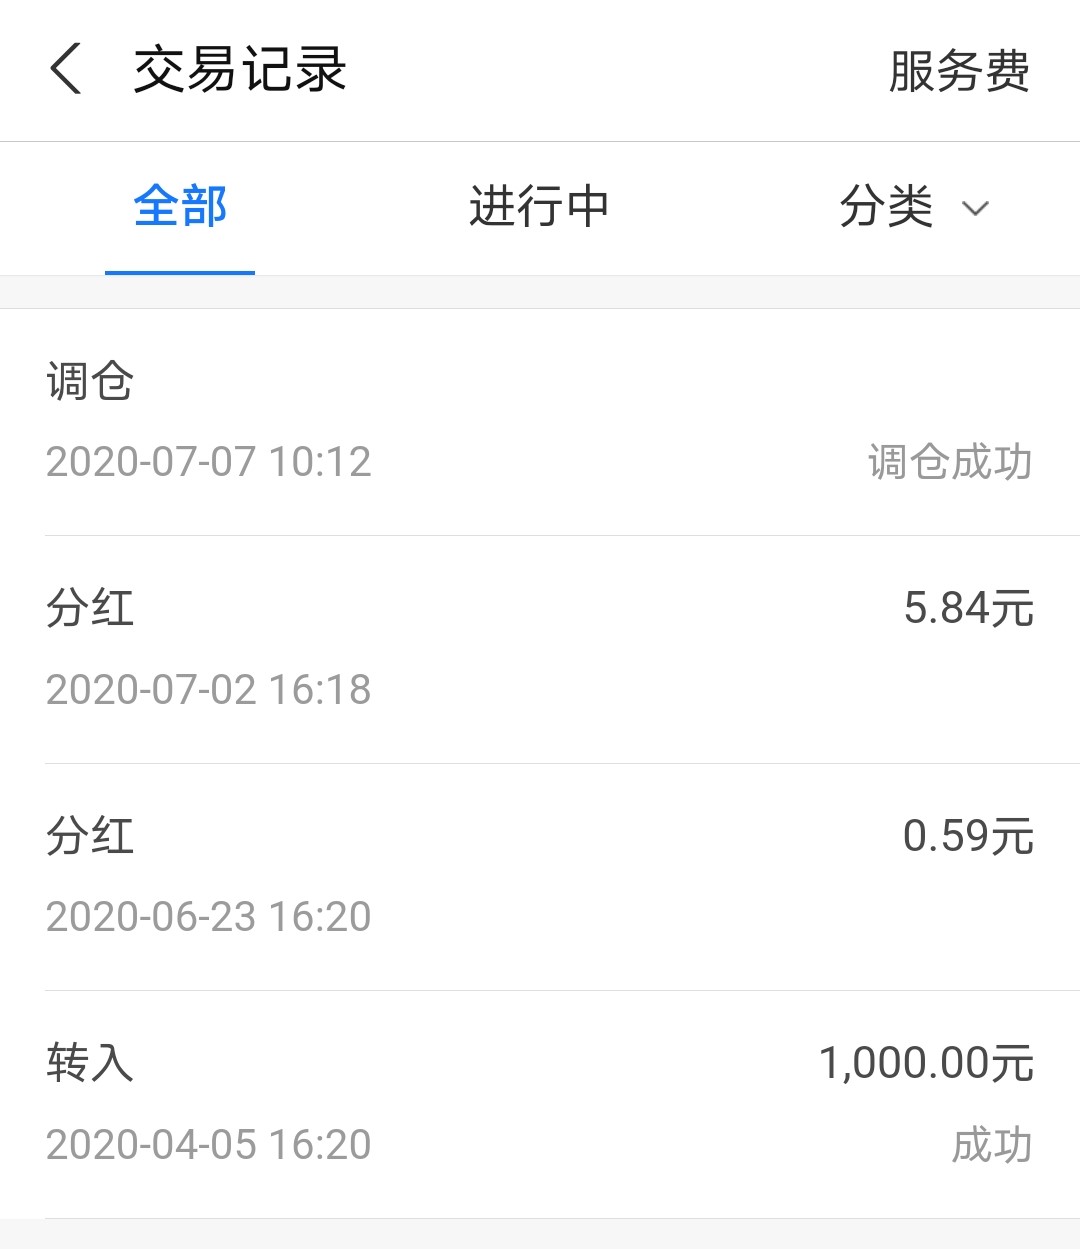 交易记录
服务费
全部
进行中
分类
调仓
2020-07-07 10:12
调仓成功
分红
5.84元
2020-07-02 16:18
分红
0.59元
2020-06-23 16:20
转入
1,000.00元
2020-04-05 16:20
成功